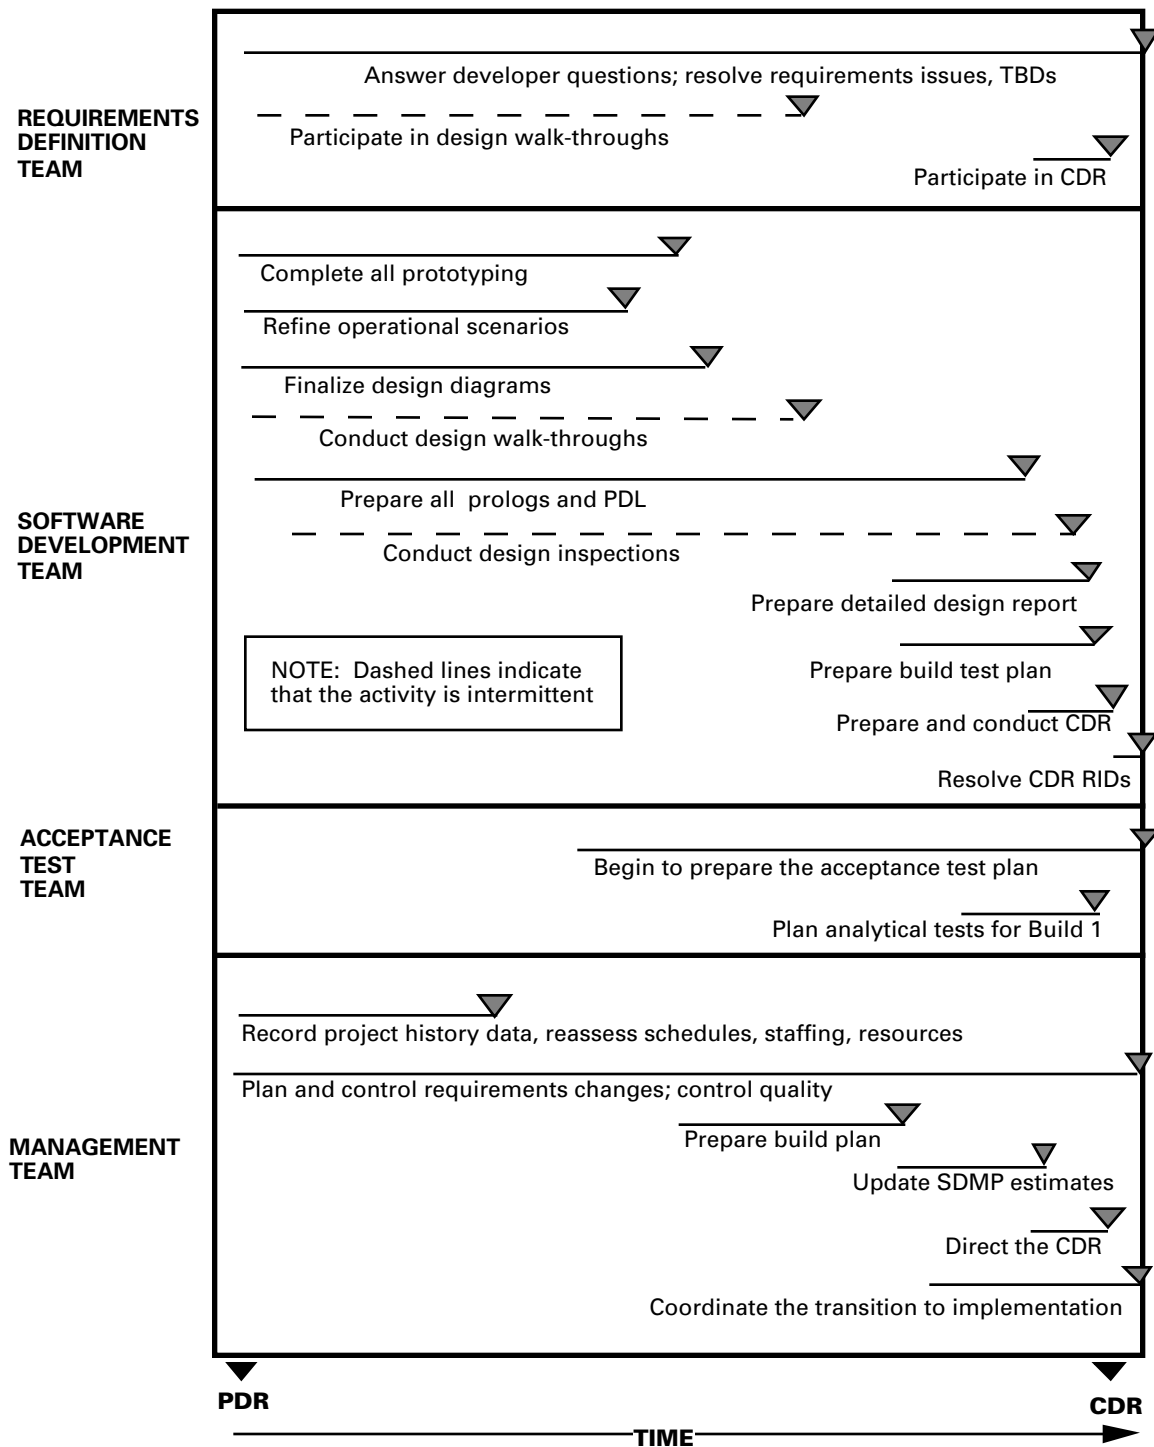 Answer developer questions; resolve requirements issues, TBDs
REQUIREMENTS
DEFINITION
TEAM
Participate in design walk-throughs
Participate in CDR
Complete all prototyping
Refine operational scenarios
Finalize design diagrams
Conduct design walk-throughs
Prepare all prologs and PDL
SOFTWARE
DEVELOPMENT
TEAM
Conduct design inspections
Prepare detailed design report
NOTE: Dashed lines indicate
that the activity is intermittent
Prepare build test plan
Prepare and conduct CDR
Resolve CDR RIDs
ACCEPTANCE
TEST
TEAM
Begin to prepare the acceptance test plan
Plan analytical tests for Build 1
Record project history data, reassess schedules, staffing, resources
Plan and control requirements changes; control quality
MANAGEMENT
TEAM
Prepare build plan
Update SDMP estimates
Direct the CDR
Coordinate the transition to implementation
PDR
CDR
TIME